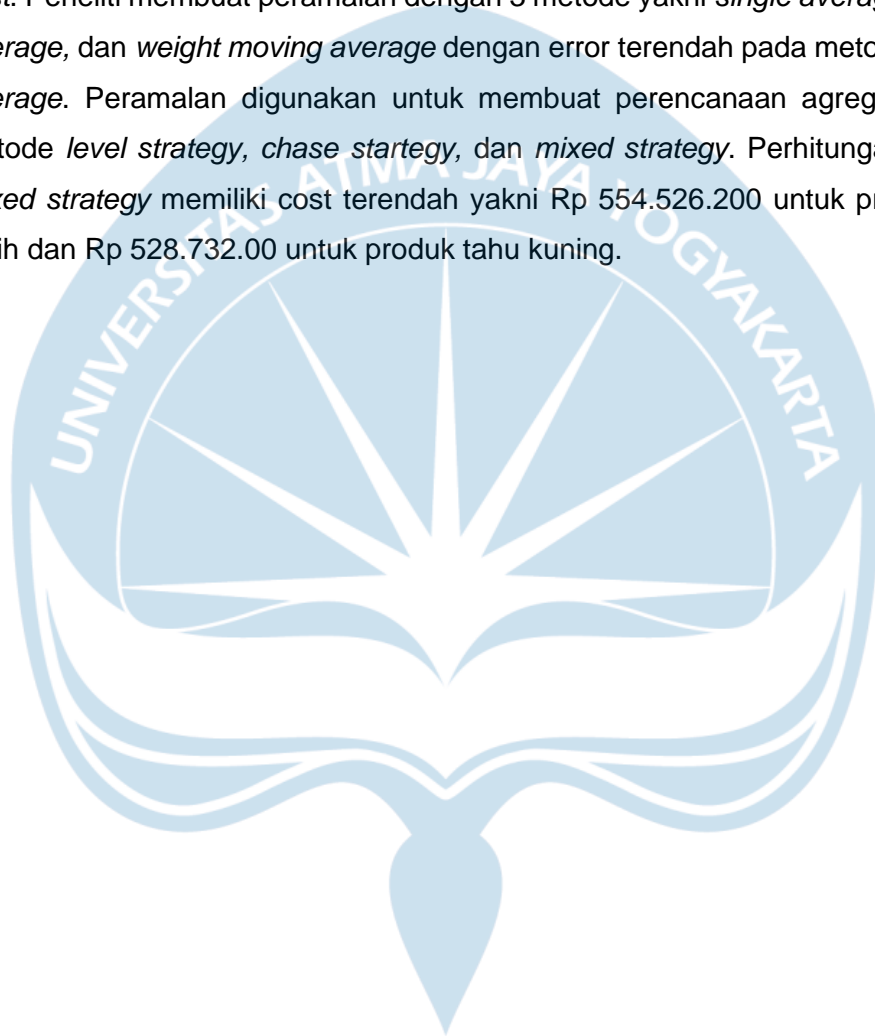 st. Peneliti membuat peramalan dengan 3 metode yakni single average
erage, dan weight moving average dengan error terendah pada meto
erage. Peramalan digunakan untuk membuat perencanaan agreg
tode level strategy, chase startegy, dan mixed strategy. Perhitunga
xed strategy memiliki cost terendah yakni Rp 554.526.200 untuk pr
ih dan Rp 528.732.00 untuk produk tahu kuning.
UNIVERSITAS ATMA JAYA YOGYAKARTA